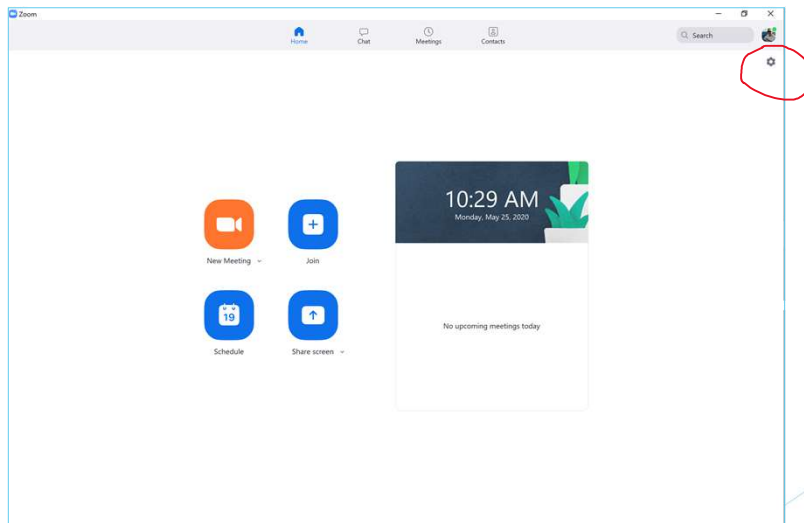 Zoom
Home Chat Meetings Contacts
Search
10:29 AM
Monday, May 25, 2020
New Meeting Join
19
Schedule Share screen
No upcoming meetings today